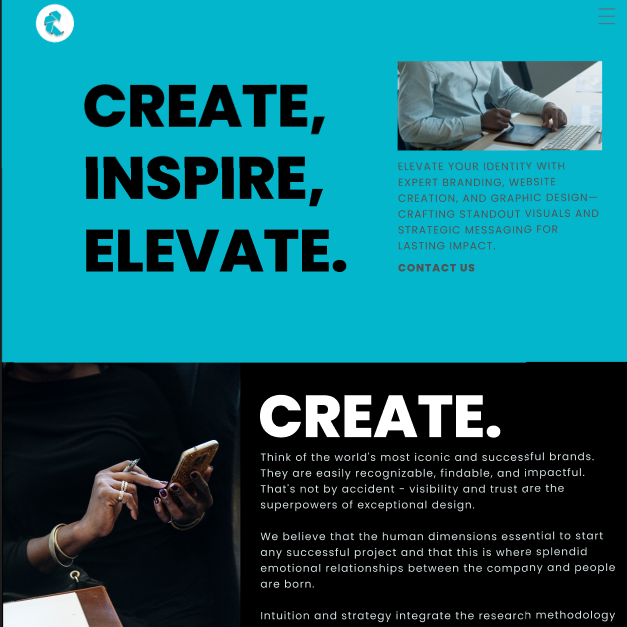 CREATE,
INSPIRE,
ELEVATE.
ELEVATE YOUR IDENTITY WITH
EXPERT BRANDING, WEBSITE
CREATION, AND GRAPHIC DESIGN—
CRAFTING STANDOUT VISUALS AND
STRATEGIC MESSAGING FOR
LASTING IMPACT.
CONTACT US
CREATE.
Think of the world's most iconic and successful brands.
They are easily recognizable, findable, and impactful.
That's not by accident - visibility and trust are the
superpowers of exceptional design.
We believe that the human dimensions essential to start
any successful project and that this is where splendid
emotional relationships between the company and people
are born.
Intuition and strategy integrate the research methodology